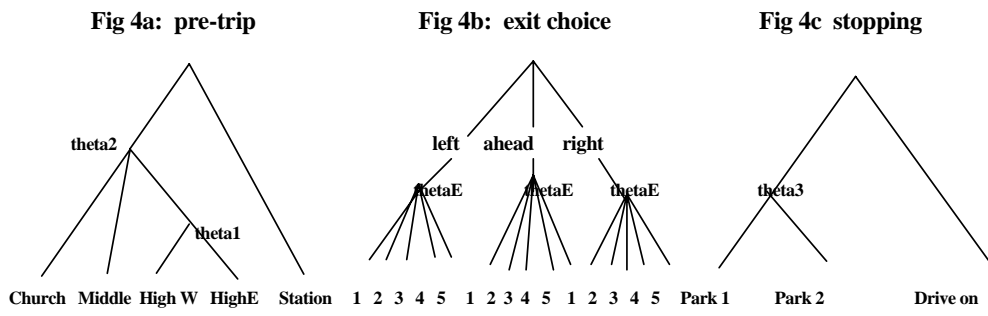 Fig 4a: pre-trip
Fig 4b: exit choice
Fig 4c stopping
theta2
left ahead right
thetaE thetaE thetaE theta3
theta1
Church Middle High W HighE Station 1 2 3 4 5 1 2 3 4 5 1 2 3 4 5 Park 1 Park 2 Drive on